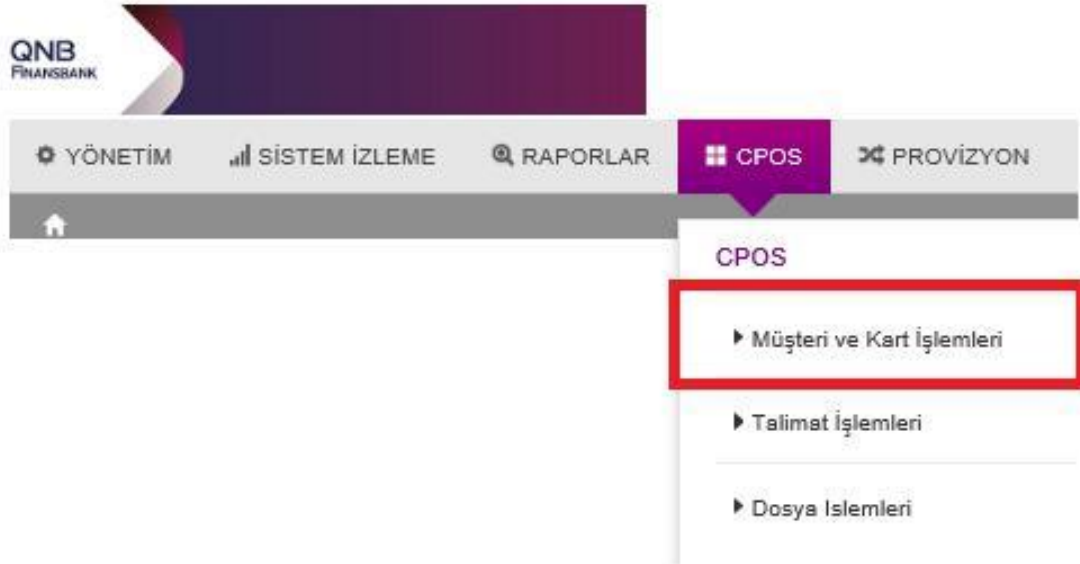 QNB
FINANSBANK
YÖNETİM SİSTEM İZLEME RAPORLAR CPOS PROVİZYON
CPOS
Müşteri ve Kart İşlemleri
Talimat İşlemleri
Dosya Islemleri